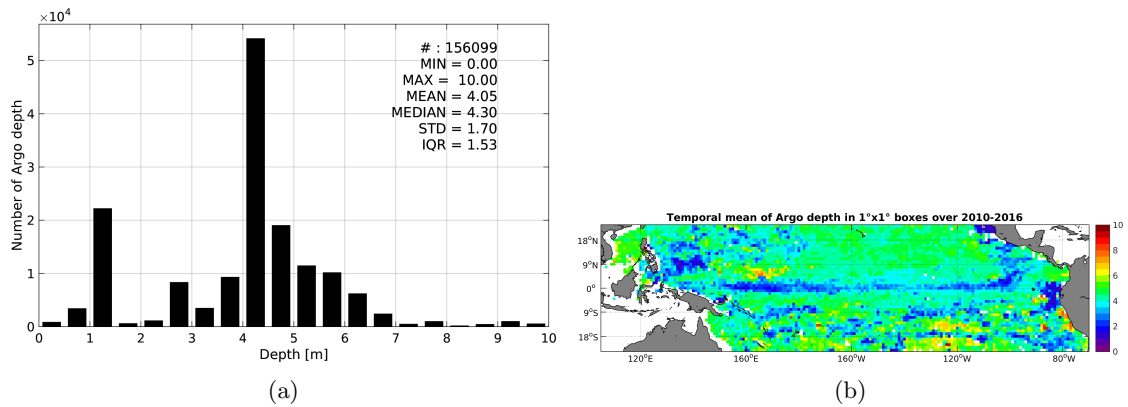 ×10⁴
5
4
3
2
1
0
Number of Argo depth
# : 156099
MIN = 0.00
MAX = 10.00
MEAN = 4.05
MEDIAN = 4.30
STD = 1.70
IQR = 1.53
0 1 2 3 4 5 6 7 8 9 10
Depth [m]
(a)
Temporal mean of Argo depth in 1°x1° boxes over 2010-2016
18°N
9°N
0°
9°S
18°S
120°E 160°E 160°W 120°W 80°W
10
8
6
4
2
0
(b)